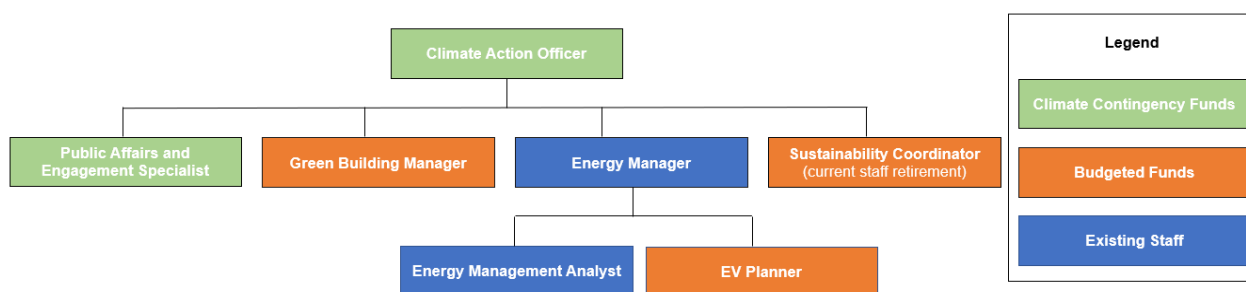 Climate Action Officer
Public Affairs and
Engagement Specialist
Green Building Manager
Energy Manager
Sustainability Coordinator
(current staff retirement)
Energy Management Analyst
EV Planner
Legend
Climate Contingency Funds
Budgeted Funds
Existing Staff